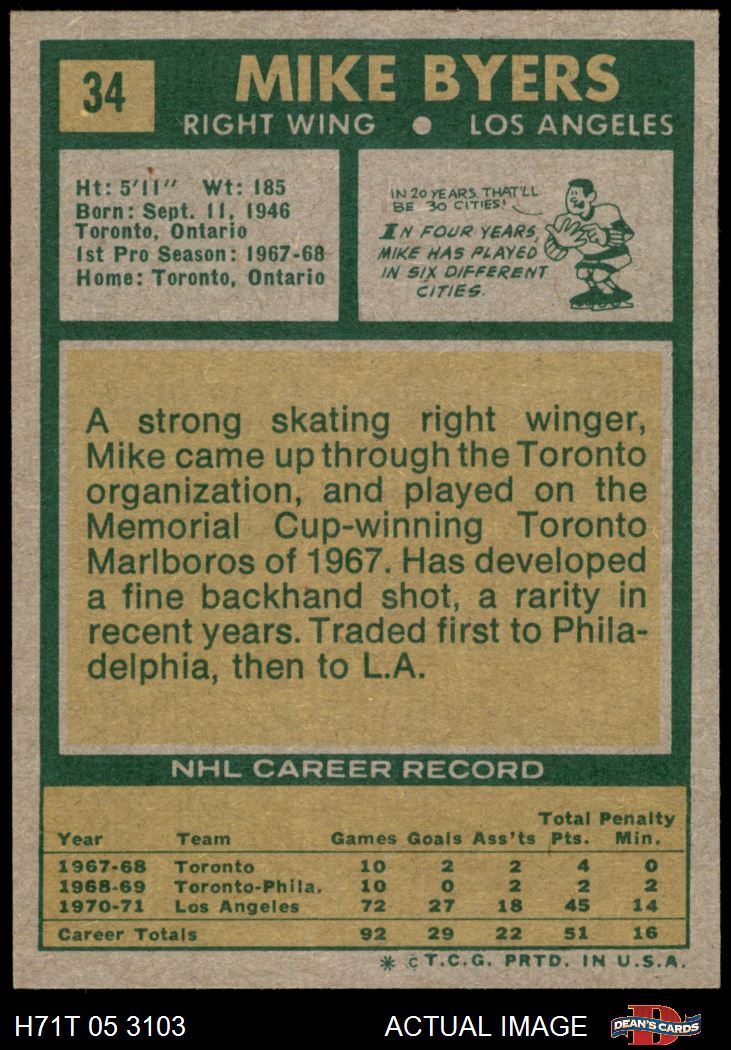 34
MIKE BYERS
RIGHT WING • LOS ANGELES
Ht: 5'11" Wt: 185
Born: Sept. 11, 1946
Toronto, Ontario
1st Pro Season: 1967-68
Home: Toronto, Ontario
IN 20 YEARS, THAT'LL
BE 30 CITIES!
IN FOUR YEARS,
MIKE HAS PLAYED
IN SIX DIFFERENT
CITIES.
A strong skating right winger,
Mike came up through the Toronto
organization, and played on the
Memorial Cup-winning Toronto
Marlboros of 1967. Has developed
a fine backhand shot, a rarity in
recent years. Traded first to Phila-
delphia, then to L.A.
NHL CAREER RECORD
Total Penalty
Year Team Games Goals Ass'ts Pts. Min.
1967-68 Toronto 10 2 2 4 0
1968-69 Toronto-Phila. 10 0 2 2 2
1970-71 Los Angeles 72 27 18 45 14
Career Totals 92 29 22 51 16
* © T.C.G. PRTD. IN U.S.A.
H71T 05 3103 ACTUAL IMAGE D DEAN'S CARDS